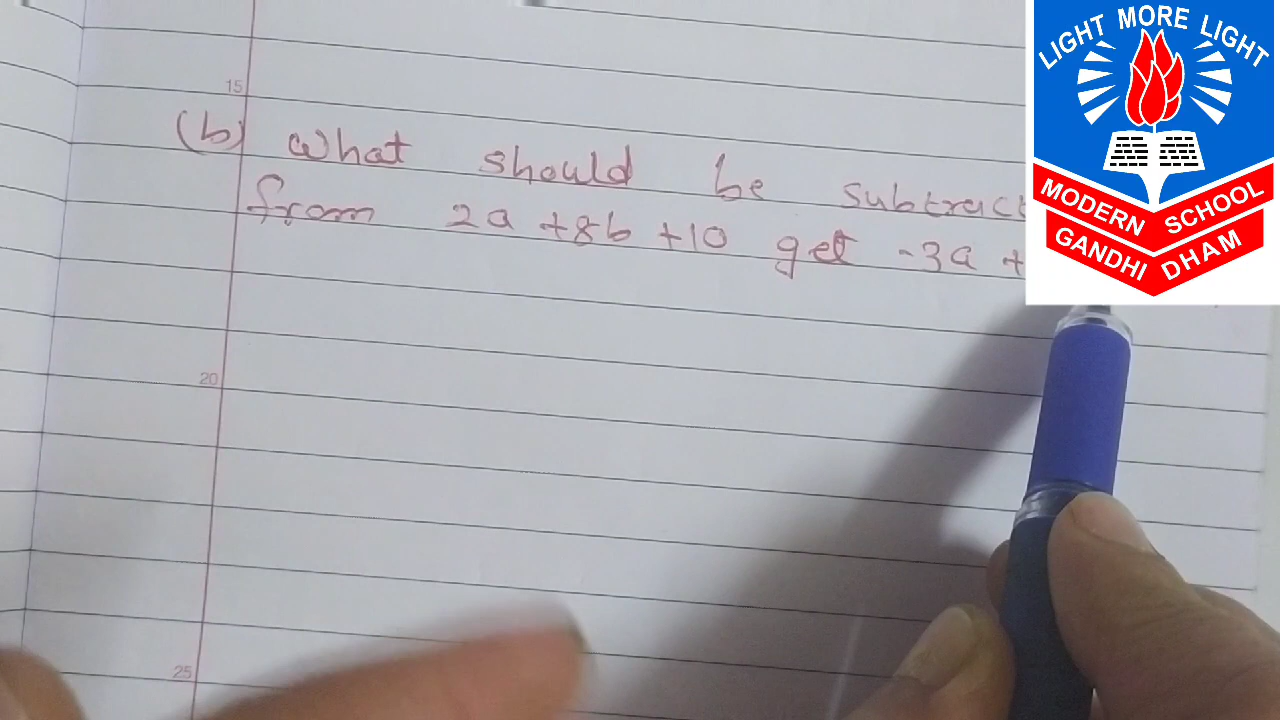 15
(b) What should be subtract
from 2a +8b +10 get -3a +
20
25
LIGHT MORE LIGHT
MODERN SCHOOL
GANDHI DHAM